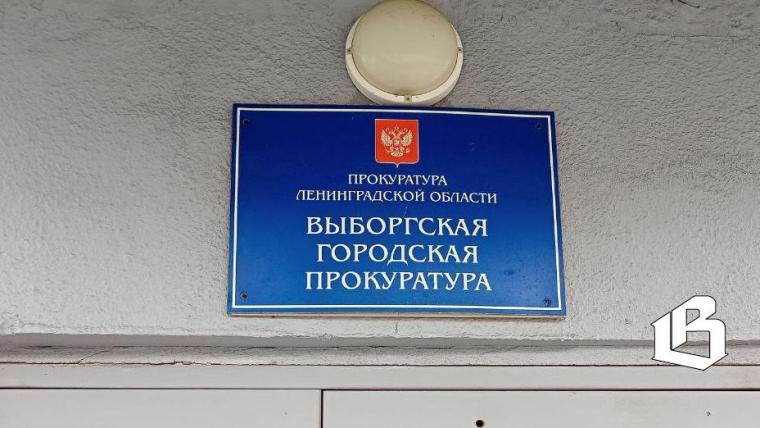 ПРОКУРАТУРА
ЛЕНИНГРАДСКОЙ ОБЛАСТИ
ВЫБОРГСКАЯ
ГОРОДСКАЯ
ПРОКУРАТУРА
В